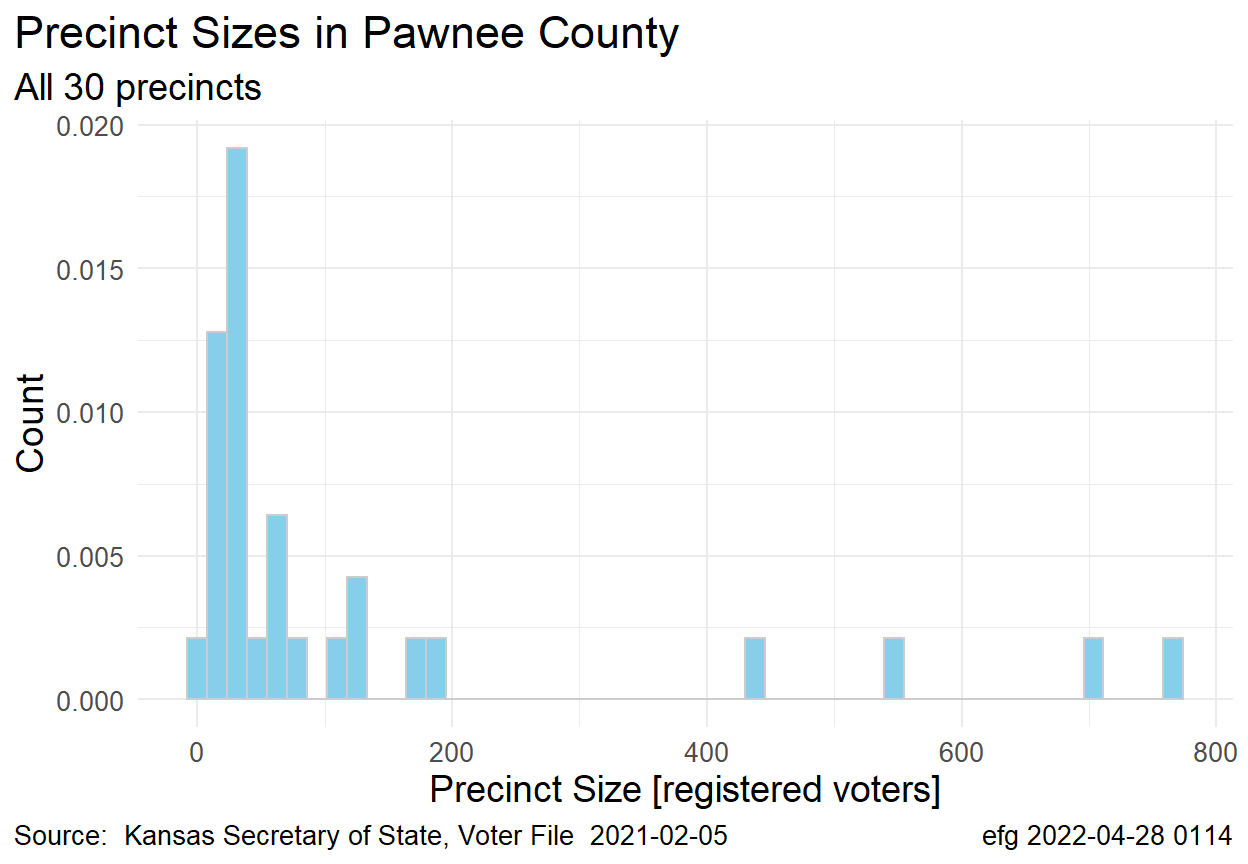 Precinct Sizes in Pawnee County
All 30 precincts
0.020
0.015
0.010
0.005
0.000
Count
0 200 400 600 800
Precinct Size [registered voters]
Source:  Kansas Secretary of State, Voter File  2021-02-05
efg 2022-04-28 0114